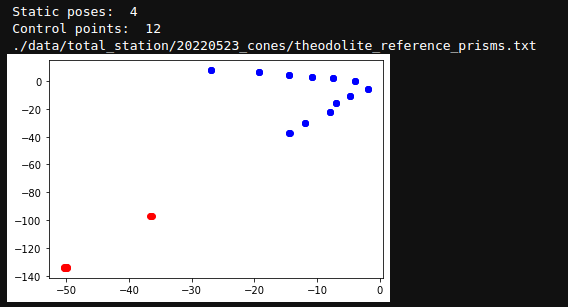 Static poses:  4
Control points:  12
./data/total_station/20220523_cones/theodolite_reference_prisms.txt
0
−20
−40
−60
−80
−100
−120
−140
−50 −40 −30 −20 −10 0